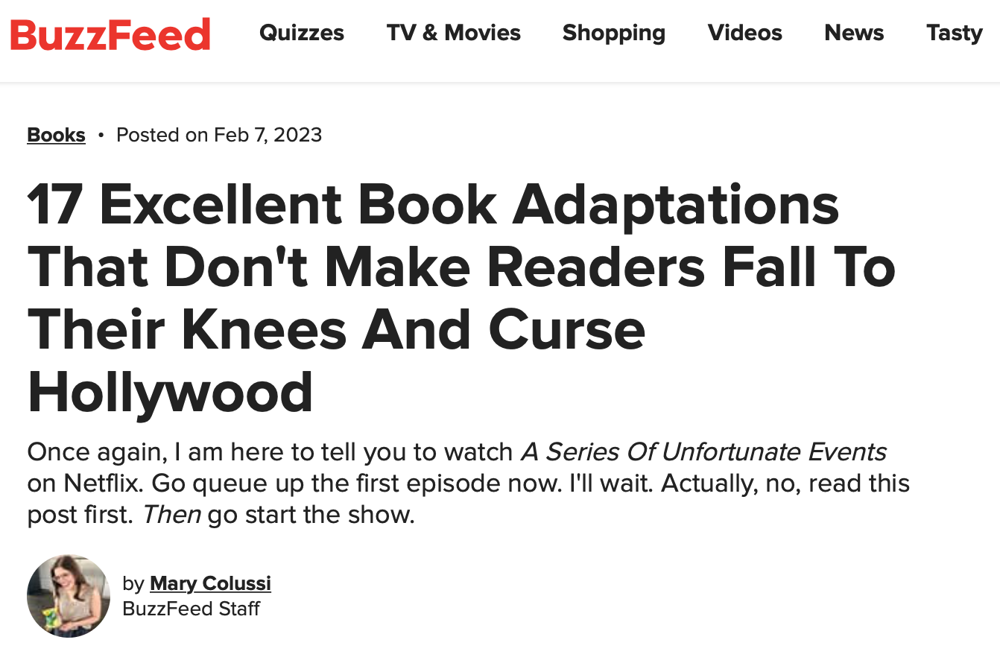 BuzzFeed Quizzes TV & Movies Shopping Videos News Tasty
Books • Posted on Feb 7, 2023
17 Excellent Book Adaptations
That Don't Make Readers Fall To
Their Knees And Curse
Hollywood
Once again, I am here to tell you to watch A Series Of Unfortunate Events
on Netflix. Go queue up the first episode now. I'll wait. Actually, no, read this
post first. Then go start the show.
by Mary Colussi
BuzzFeed Staff